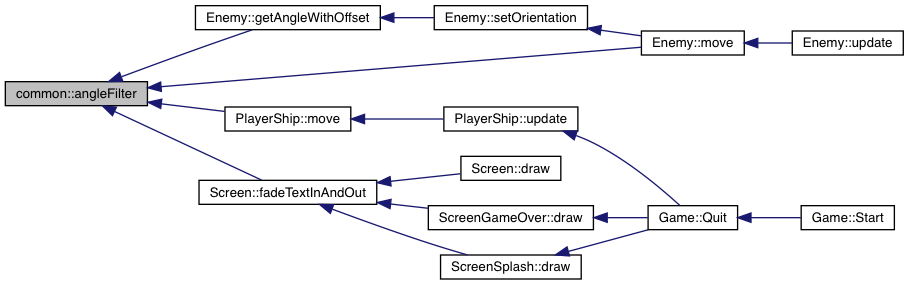 Enemy::getAngleWithOffset
Enemy::setOrientation
Enemy::move
Enemy::update
common::angleFilter
PlayerShip::move
PlayerShip::update
Screen::draw
Screen::fadeTextInAndOut
ScreenGameOver::draw
Game::Quit
Game::Start
ScreenSplash::draw